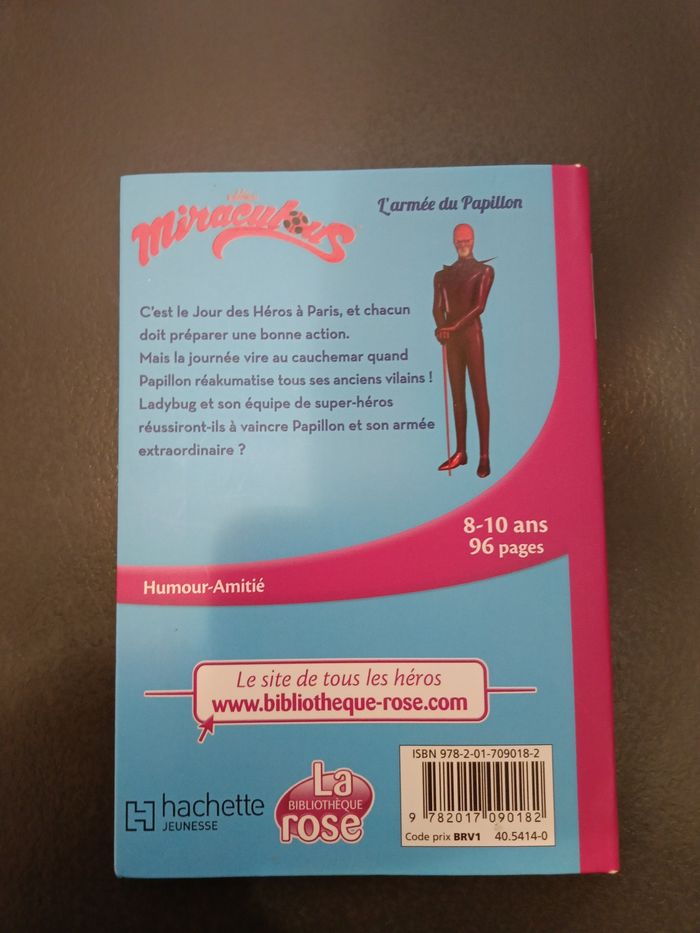 Miraculous
L'armée du Papillon
C'est le Jour des Héros à Paris, et chacun
doit préparer une bonne action.
Mais la journée vire au cauchemar quand
Papillon réakumatise tous ses anciens vilains !
Ladybug et son équipe de super-héros
réussiront-ils à vaincre Papillon et son armée
extraordinaire ?
8-10 ans
96 pages
Humour-Amitié
Le site de tous les héros
www.bibliotheque-rose.com
hachette
JEUNESSE
La
BIBLIOTHÈQUE
rose
ISBN 978-2-01-709018-2
9 782017 090182
Code prix BRV1 40.5414-0